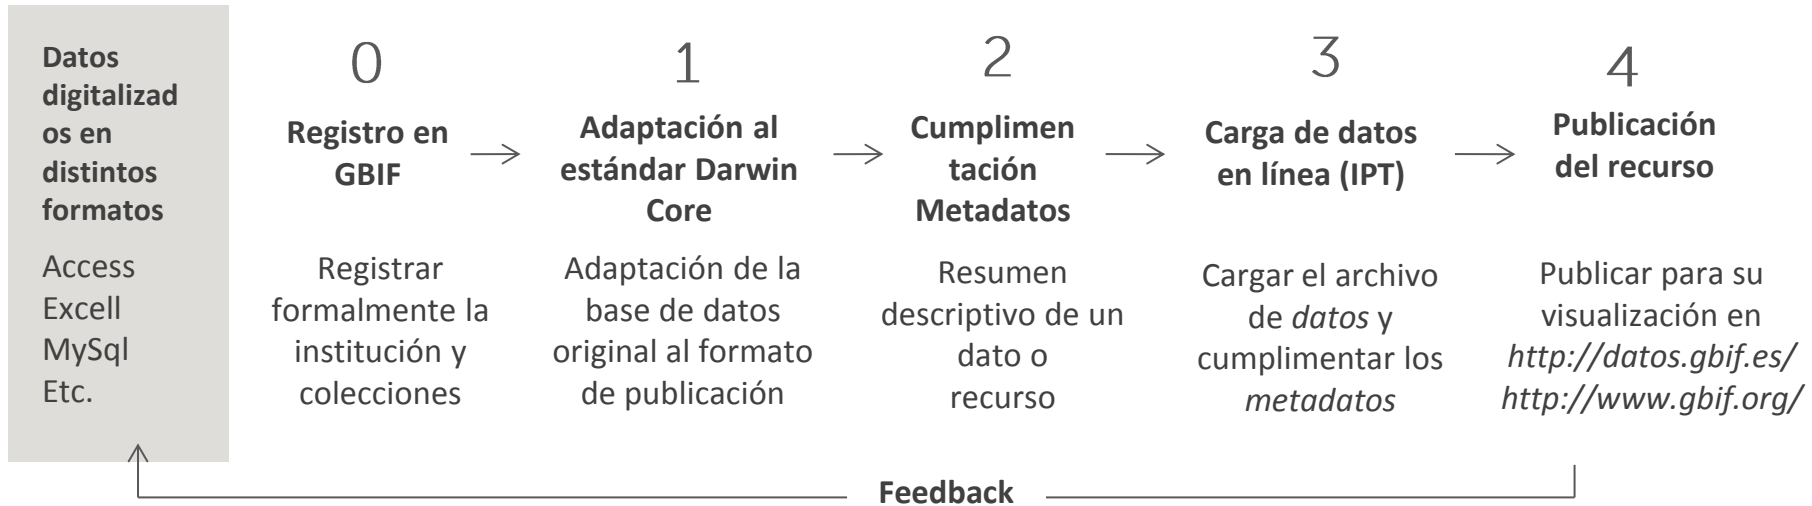 Datos
digitalizad
os en
distintos
formatos
Access
Excell
MySql
Etc.
0
Registro en
GBIF
Registrar
formalmente la
institución y
colecciones
1
Adaptación al
estándar Darwin
Core
Adaptación de la
base de datos
original al formato
de publicación
2
Cumplimen
tación
Metadatos
Resumen
descriptivo de un
dato o
recurso
3
Carga de datos
en línea (IPT)
Cargar el archivo
de datos y
cumplimentar los
metadatos
4
Publicación
del recurso
Publicar para su
visualización en
http://datos.gbif.es/
http://www.gbif.org/
Feedback